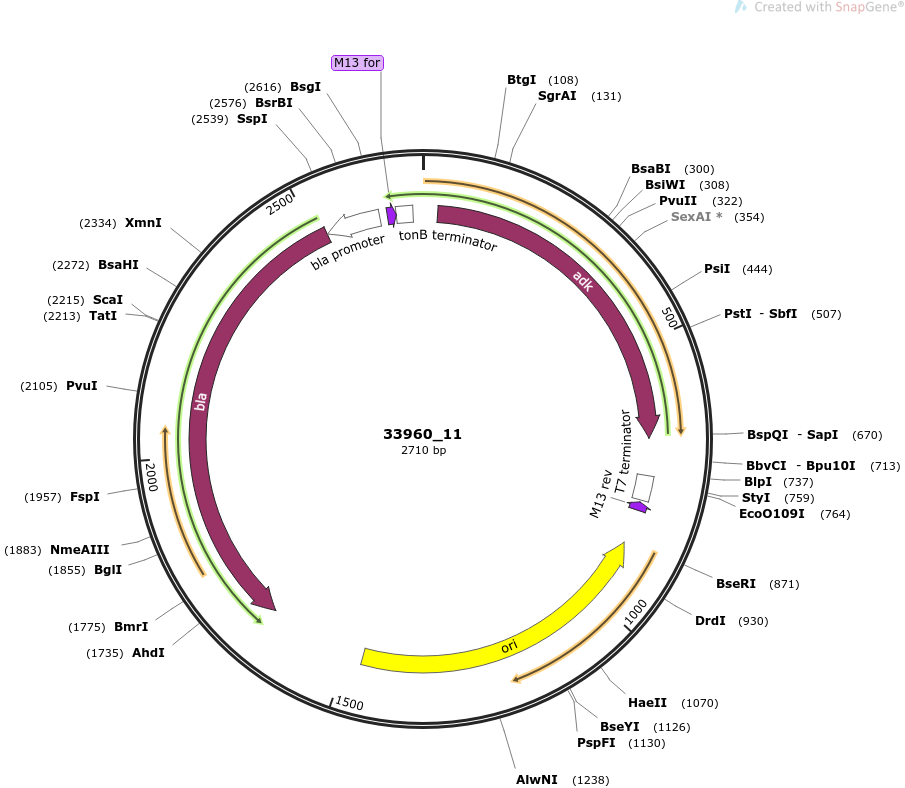 Created with SnapGene®
M13 for
(2616) BsgI
(2576) BsrBI
(2539) SspI
BtgI (108)
SgrAI (131)
BsaBI (300)
BsiWI (308)
PvuII (322)
SexAI * (354)
PsiI (444)
PstI - SbfI (507)
BspQI - SapI (670)
BbvCI - Bpu10I (713)
BlpI (737)
StyI (759)
EcoO109I (764)
BseRI (871)
DrdI (930)
HaeII (1070)
BseYI (1126)
PspFI (1130)
AlwNI (1238)
(2334) XmnI
(2272) BsaHI
(2215) ScaI
(2213) TatI
(2105) PvuI
(1957) FspI
(1883) NmeAIII
(1855) BglI
(1775) BmrI
(1735) AhdI
2500
500
1000
1500
2000
bla promoter
tonB terminator
adk
bla
T7 terminator
M13 rev
ori
33960_11
2710 bp